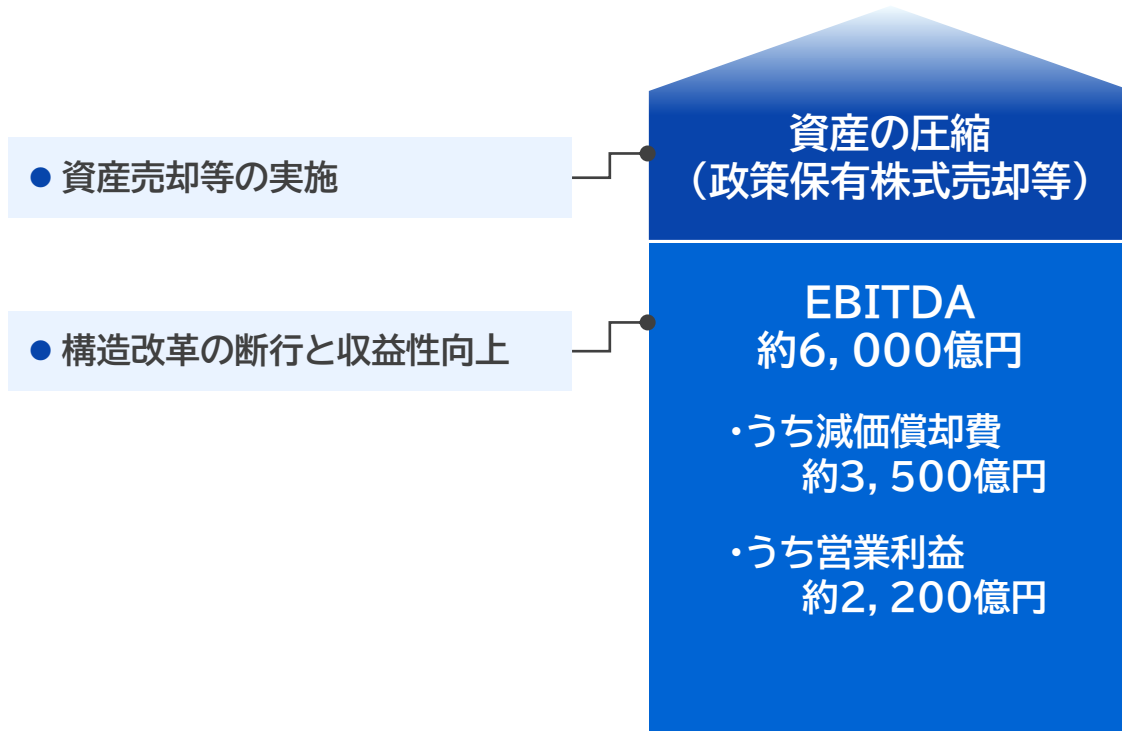 資産の圧縮
（政策保有株式売却等）
● 資産売却等の実施
EBITDA
約6，000億円
● 構造改革の断行と収益性向上
・うち減価償却費
約3，500億円
・うち営業利益
約2，200億円